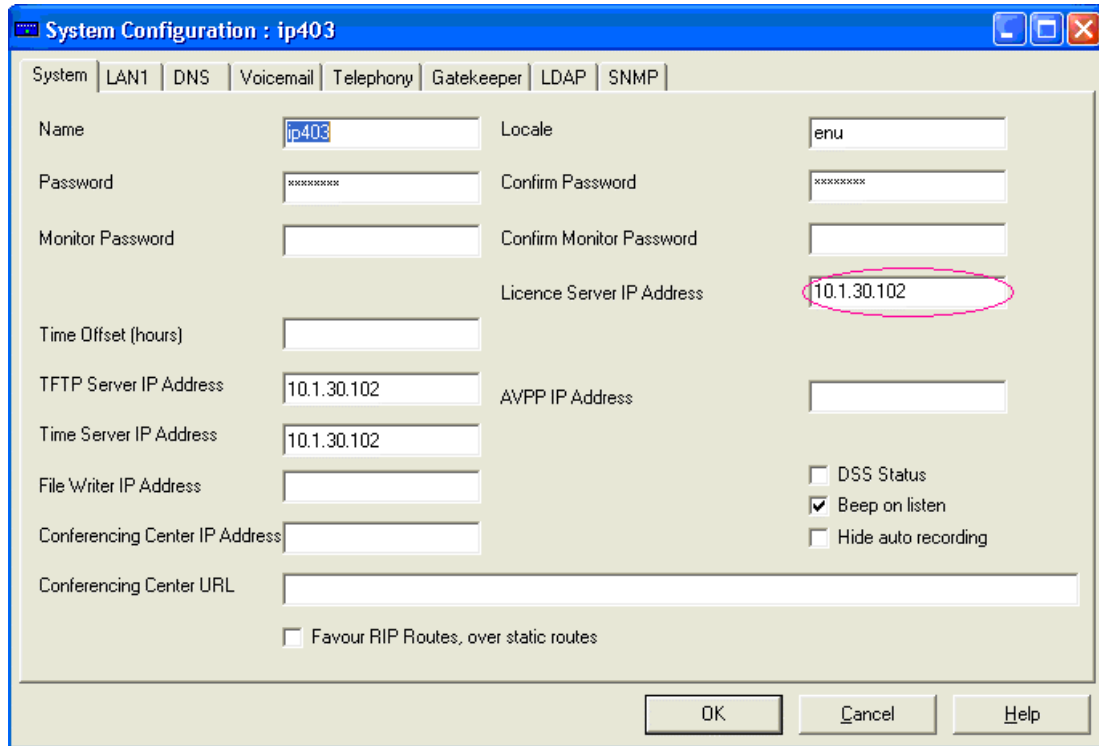 System Configuration : ip403
System LAN1 DNS Voicemail Telephony Gatekeeper LDAP SNMP
Name ip403 Locale enu
Password ******** Confirm Password ********
Monitor Password Confirm Monitor Password
Licence Server IP Address 10.1.30.102
Time Offset (hours)
TFTP Server IP Address 10.1.30.102 AVPP IP Address
Time Server IP Address 10.1.30.102
File Writer IP Address DSS Status
Beep on listen
Conferencing Center IP Address Hide auto recording
Conferencing Center URL
Favour RIP Routes, over static routes
OK Cancel Help